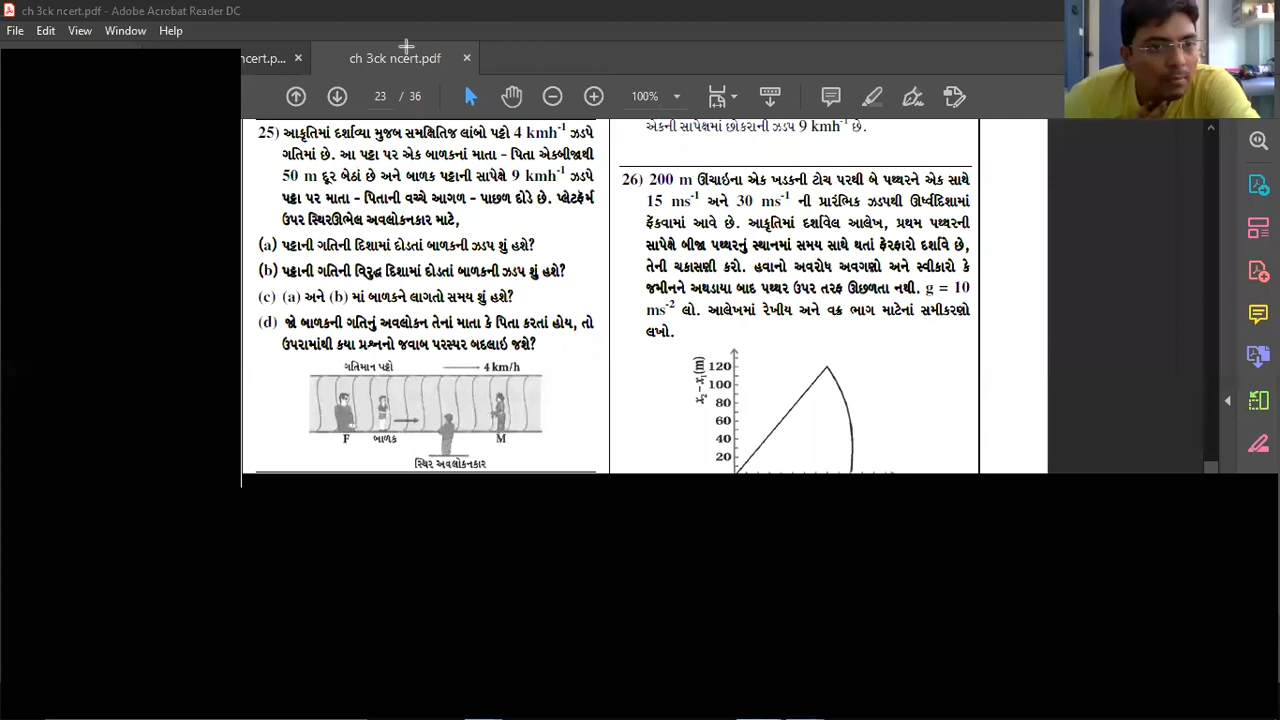 ch 3ck ncert.pdf - Adobe Acrobat Reader DC
File Edit View Window Help
ncert.p... × ch 3ck ncert.pdf ×
23 / 36 100%
25) આકૃતિમાં દર્શાવ્યા મુજબ સમક્ષિતિજ લાંબો પટ્ટો 4 kmh⁻¹ ઝડપે
ગતિમાં છે. આ પટ્ટા પર એક બાળકનાં માતા - પિતા એકબીજાથી
50 m દૂર બેઠાં છે અને બાળક પટ્ટાની સાપેક્ષે 9 kmh⁻¹ ઝડપે
પટ્ટા પર માતા - પિતાની વચ્ચે આગળ - પાછળ દોડે છે. પ્લેટફૉર્મ
ઉપર સ્થિરઊભેલ અવલોકનકાર માટે,
(a) પટ્ટાની ગતિની દિશામાં દોડતાં બાળકની ઝડપ શું હશે?
(b) પટ્ટાની ગતિની વિરુદ્ધ દિશામાં દોડતાં બાળકની ઝડપ શું હશે?
(c) (a) અને (b) માં બાળકને લાગતો સમય શું હશે?
(d) જો બાળકની ગતિનું અવલોકન તેનાં માતા કે પિતા કરતાં હોય, તો
ઉપરામાંથી કયા પ્રશ્નનો જવાબ પરસ્પર બદલાઇ જશે?
ગતિમાન પટ્ટો 4 km/h
F બાળક M
સ્થિર અવલોકનકાર
એકની સાપેક્ષમાં છોકરાની ઝડપ 9 kmh⁻¹ છે.
26) 200 m ઊંચાઇના એક ખડકની ટોચ પરથી બે પથ્થરને એક સાથે
15 ms⁻¹ અને 30 ms⁻¹ ની પ્રારંભિક ઝડપથી ઊર્ધ્વદિશામાં
ફેંકવામાં આવે છે. આકૃતિમાં દર્શાવેલ આલેખ, પ્રથમ પથ્થરની
સાપેક્ષે બીજા પથ્થરનું સ્થાનમાં સમય સાથે થતાં ફેરફારો દર્શાવે છે,
તેની ચકાસણી કરો. હવાનો અવરોધ અવગણો અને સ્વીકારો કે
જમીનને અથડાયા બાદ પથ્થર ઉપર તરફ ઊછળતા નથી. g = 10
ms⁻² લો. આલેખમાં રેખીય અને વક્ર ભાગ માટેનાં સમીકરણો
લખો.
x₂ – x₁(m)
120
100
80
60
40
20